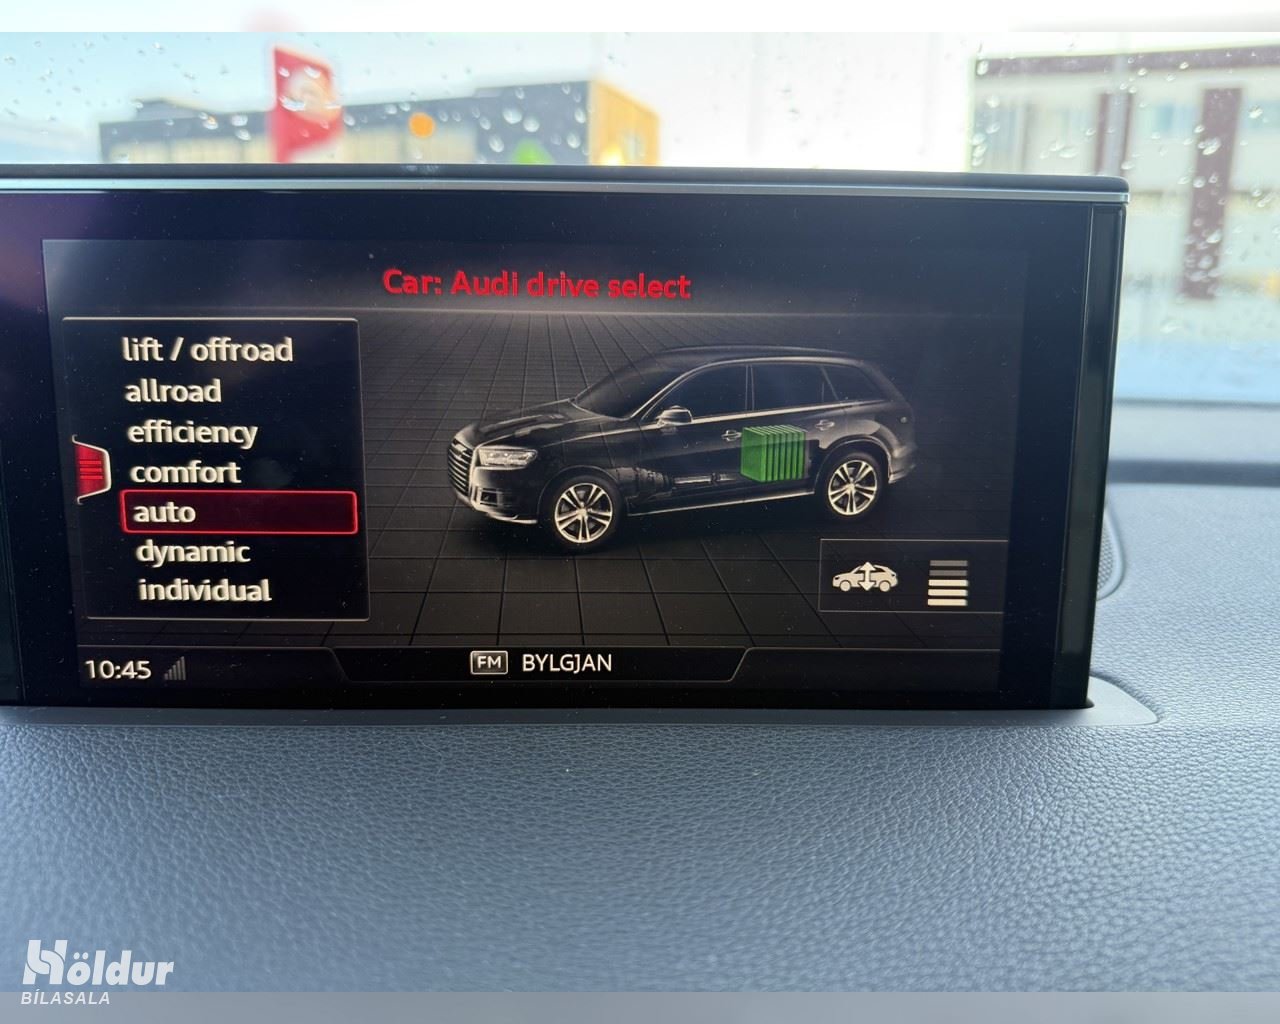 Car: Audi drive select
lift / offroad
allroad
efficiency
comfort
auto
dynamic
individual
10:45
FM BYLGJAN
Höldur
BÍLASALA